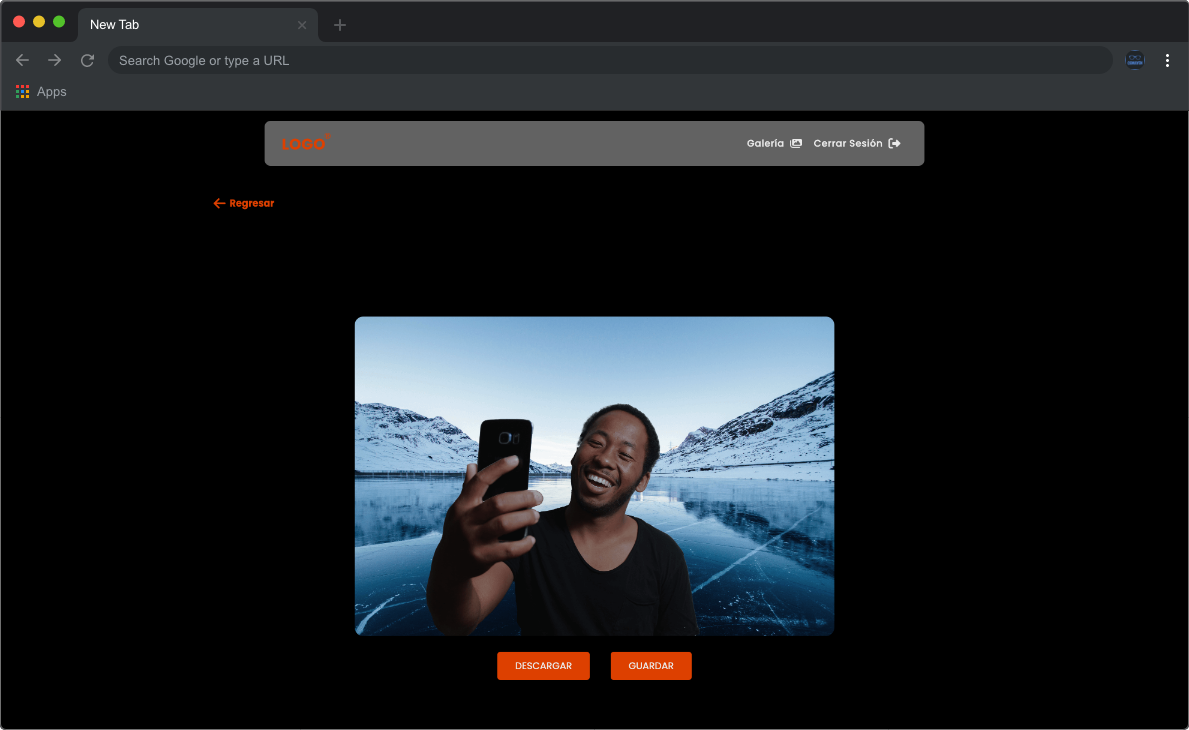 New Tab
Search Google or type a URL
Apps
LOGO
Galería
Cerrar Sesión
Regresar
DESCARGAR
GUARDAR